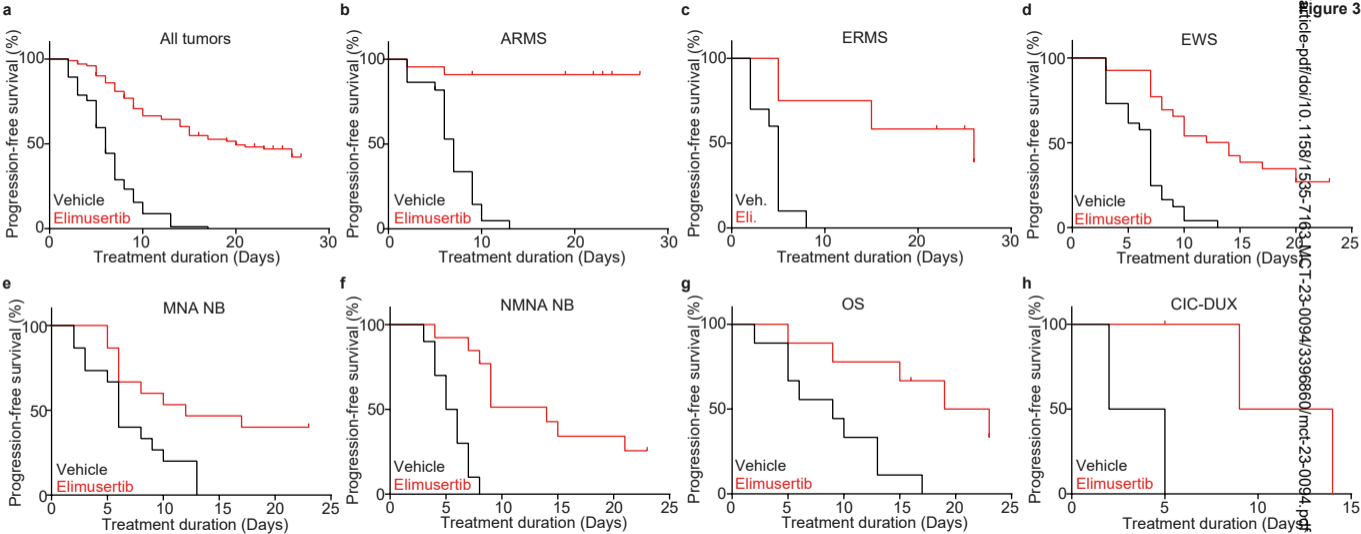 Figure 3
a
All tumors
Progression-free survival (%)
100
50
0
Vehicle
Elimusertib
0 10 20 30
Treatment duration (Days)
b
ARMS
Progression-free survival (%)
100
50
0
Vehicle
Elimusertib
0 10 20 30
Treatment duration (Days)
c
ERMS
Progression-free survival (%)
100
50
0
Veh.
Eli.
0 10 20 30
Treatment duration (Days)
d
EWS
Progression-free survival (%)
100
50
0
Vehicle
Elimusertib
0 5 10 15 20 25
Treatment duration (Days)
e
MNA NB
Progression-free survival (%)
100
50
0
Vehicle
Elimusertib
0 5 10 15 20 25
Treatment duration (Days)
f
NMNA NB
Progression-free survival (%)
100
50
0
Vehicle
Elimusertib
0 5 10 15 20 25
Treatment duration (Days)
g
OS
Progression-free survival (%)
100
50
0
Vehicle
Elimusertib
0 5 10 15 20 25
Treatment duration (Days)
h
CIC-DUX
Progression-free survival (%)
100
50
0
Vehicle
Elimusertib
0 5 10 15
Treatment duration (Days)
article-pdf/doi/10.1158/1535-7163.MCT-23-0094/3396860/mct-23-0094.pdf